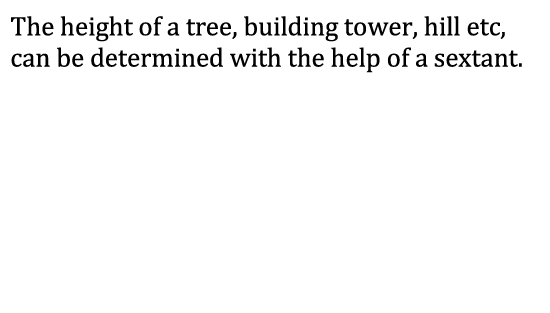 The height of a tree, building tower, hill etc,
can be determined with the help of a sextant.